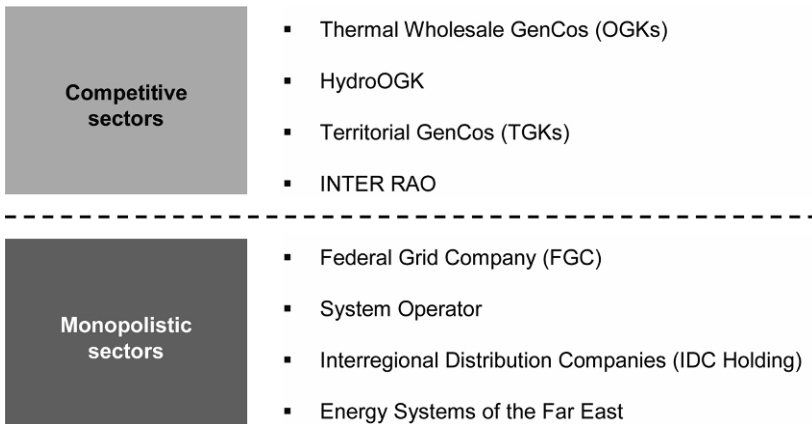 Competitive
sectors
▪ Thermal Wholesale GenCos (OGKs)
▪ HydroOGK
▪ Territorial GenCos (TGKs)
▪ INTER RAO
Monopolistic
sectors
▪ Federal Grid Company (FGC)
▪ System Operator
▪ Interregional Distribution Companies (IDC Holding)
▪ Energy Systems of the Far East